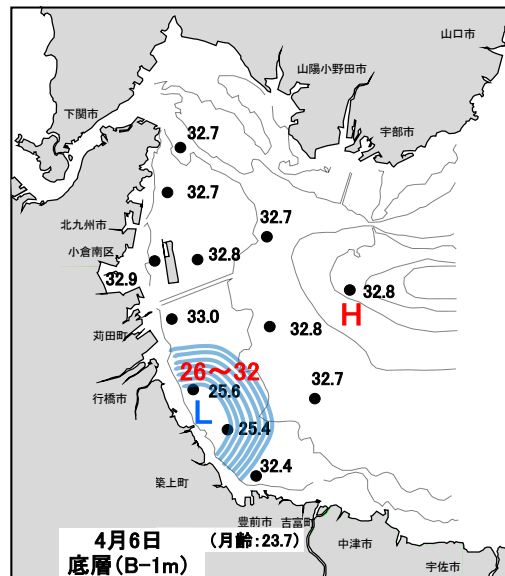 山口市
山陽小野田市
下関市
宇部市
32.7
32.7
北九州市
32.7
小倉南区
32.8
32.9
32.8
H
33.0
32.8
苅田町
26～32
32.7
行橋市
25.6
L
25.4
32.4
築上町
豊前市 吉富町
4月6日 (月齢:23.7)
中津市
底層(B-1m)
宇佐市